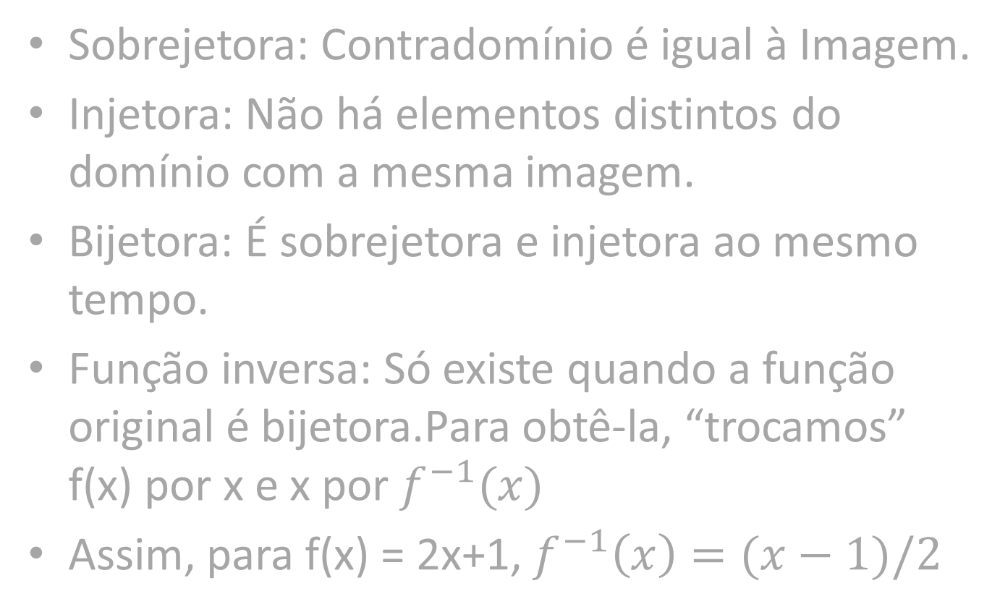 • Sobrejetora: Contradomínio é igual à Imagem.
• Injetora: Não há elementos distintos do
domínio com a mesma imagem.
• Bijetora: É sobrejetora e injetora ao mesmo
tempo.
• Função inversa: Só existe quando a função
original é bijetora.Para obtê-la, “trocamos”
f(x) por x e x por 𝑓⁻¹(𝑥)
• Assim, para f(x) = 2x+1, 𝑓⁻¹(𝑥) = (𝑥 − 1)/2